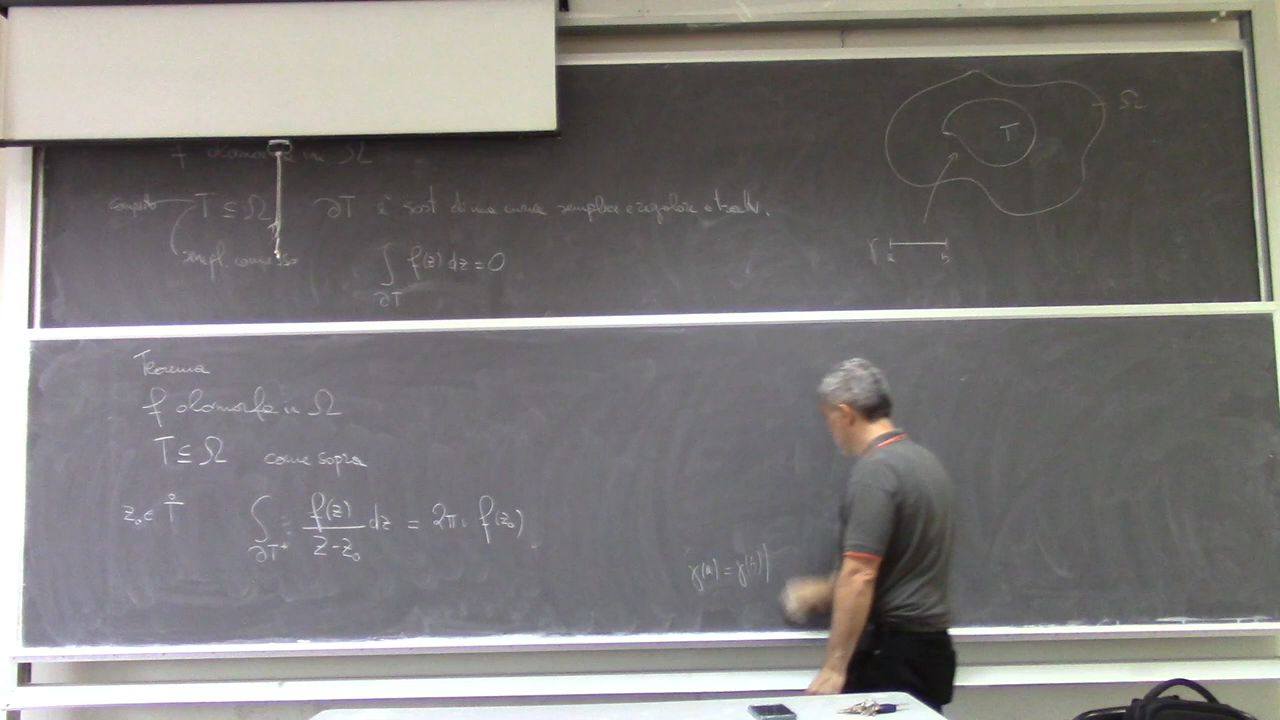 f olomorfa in Ω
compatto T ⊆ Ω ∂T è sost. di una curva semplice e regolare a tratti.
sempl. connesso ∫_{∂T} f(z) dz = 0
Ω
T
γ a b
Teorema
f olomorfa in Ω
T ⊆ Ω come sopra
z₀ ∈ T̊ ∫_{∂T⁺} f(z)/(z-z₀) dz = 2πi f(z₀).
γ(a) = γ(b)